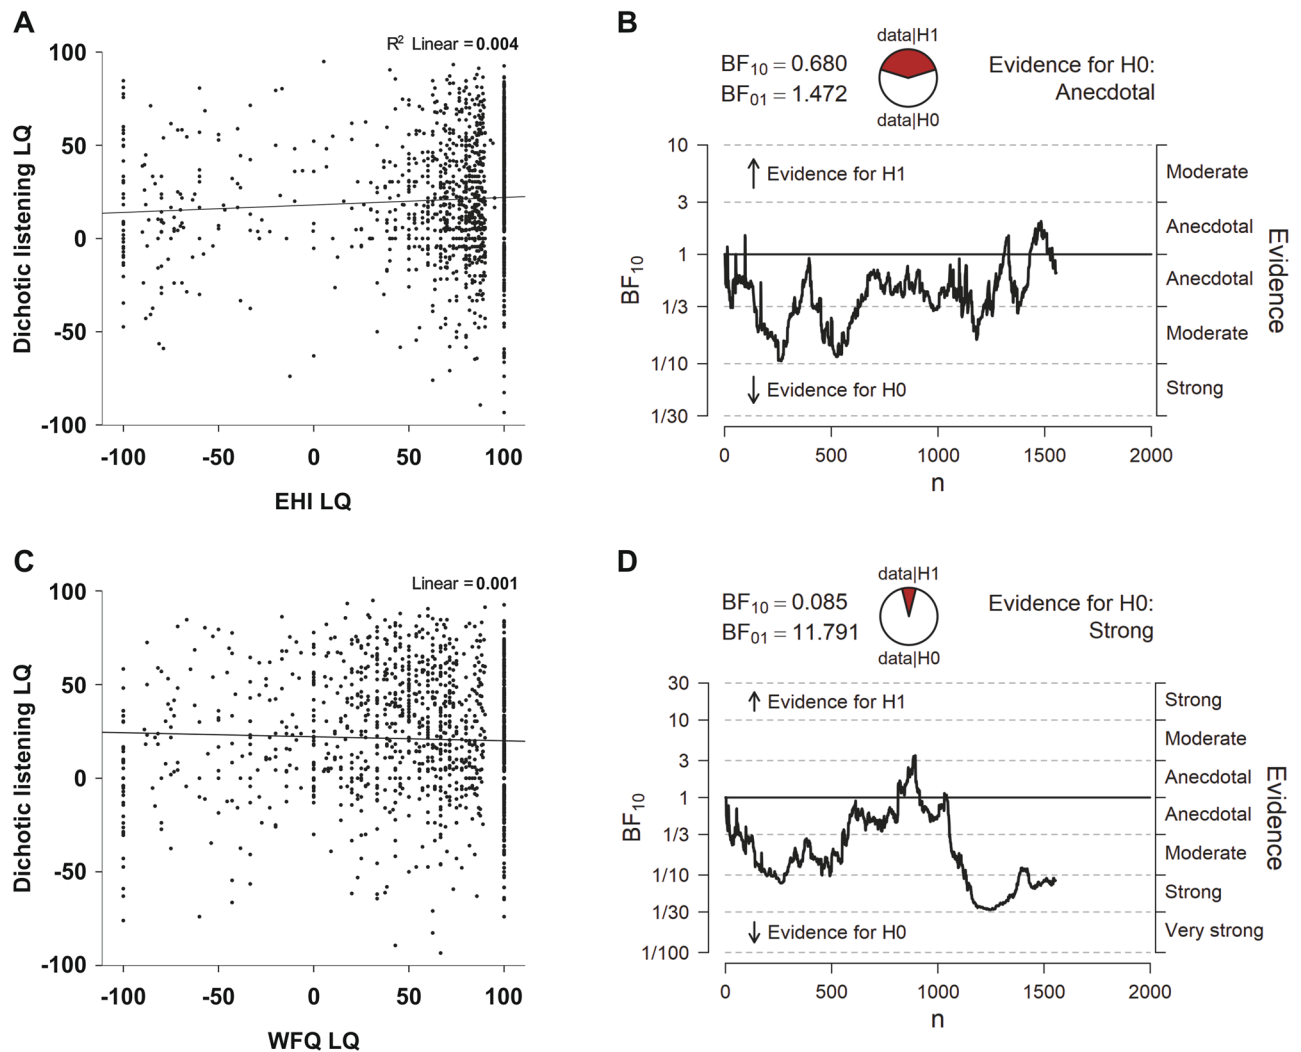 A
R² Linear = 0.004
100
50
0
-50
-100
Dichotic listening LQ
-100 -50 0 50 100
EHI LQ
B
BF10 = 0.680
BF01 = 1.472
data|H1
data|H0
Evidence for H0:
Anecdotal
10
3
1
1/3
1/10
1/30
BF10
Evidence for H1
Evidence for H0
Moderate
Anecdotal
Anecdotal
Moderate
Strong
Evidence
0 500 1000 1500 2000
n
C
Linear = 0.001
100
50
0
-50
-100
Dichotic listening LQ
-100 -50 0 50 100
WFQ LQ
D
BF10 = 0.085
BF01 = 11.791
data|H1
data|H0
Evidence for H0:
Strong
30
10
3
1
1/3
1/10
1/30
1/100
BF10
Evidence for H1
Evidence for H0
Strong
Moderate
Anecdotal
Anecdotal
Moderate
Strong
Very strong
Evidence
0 500 1000 1500 2000
n